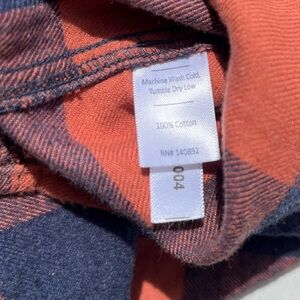 Machine Wash Cold,
Tumble Dry Low
100% Cotton
RN# 140892
004